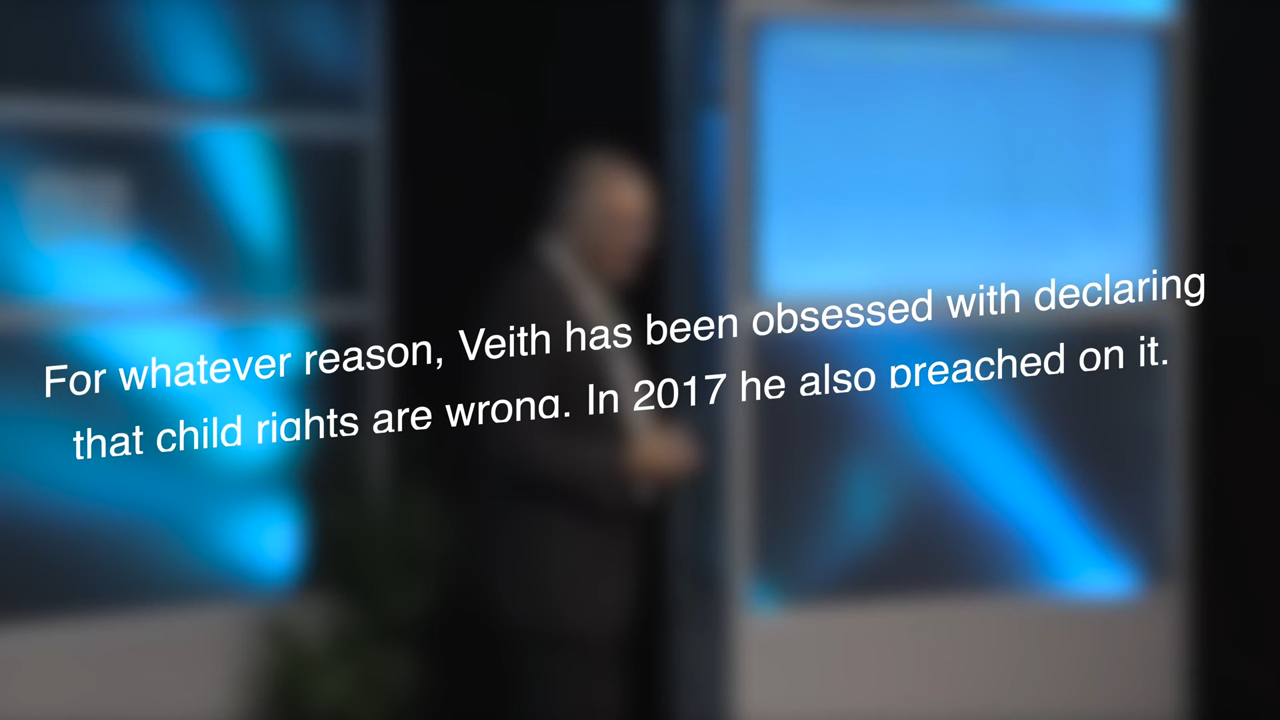 For whatever reason, Veith has been obsessed with declaring
that child rights are wrong. In 2017 he also preached on it.